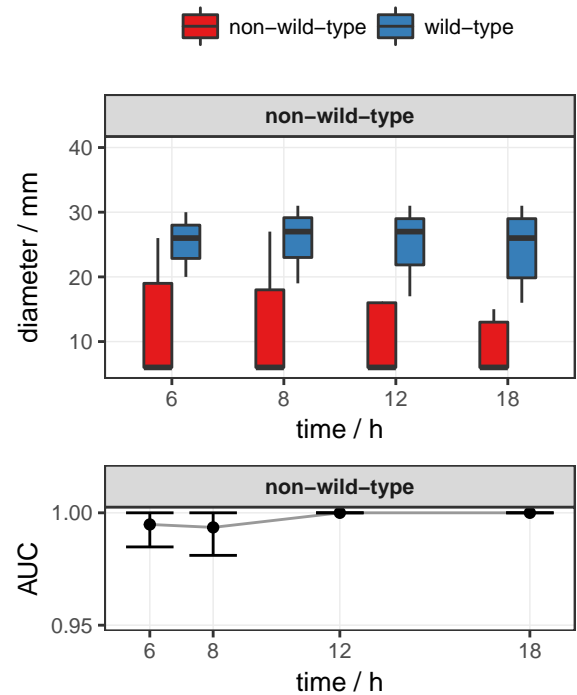 non−wild−type wild−type
non−wild−type
40
30
20
10
diameter / mm
6 8 12 18
time / h
non−wild−type
1.00
0.95
AUC
6 8 12 18
time / h